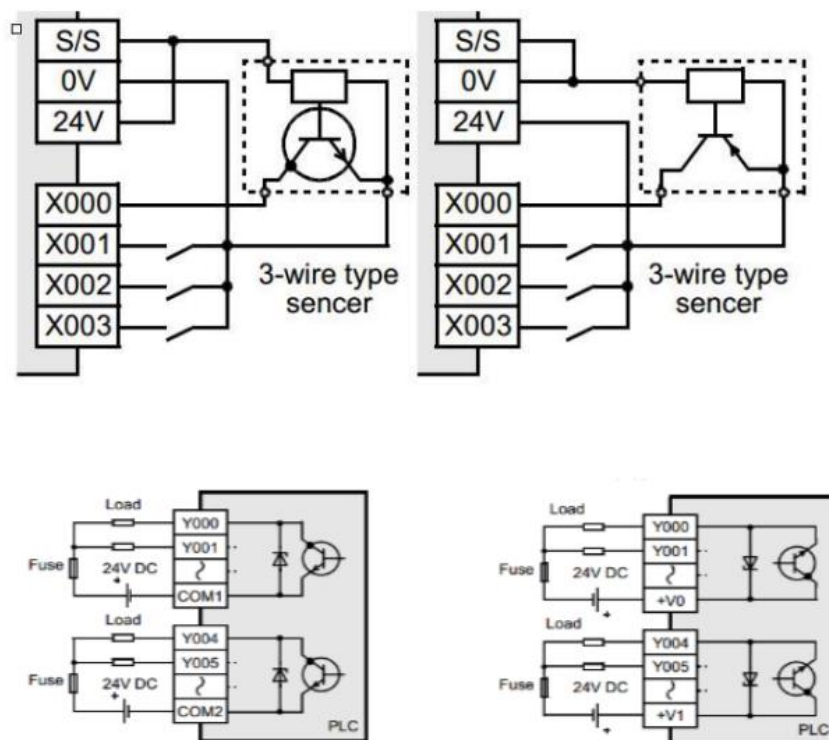 S/S
0V
24V
X000
X001
X002
X003
3-wire type
sencer
S/S
0V
24V
X000
X001
X002
X003
3-wire type
sencer
Load
Y000
Y001
Fuse
24V DC
+
COM1
Load
Y004
Y005
Fuse
24V DC
+
COM2
PLC
Load
Y000
Y001
Fuse
24V DC
+V0
+
Load
Y004
Y005
Fuse
24V DC
+V1
+
PLC